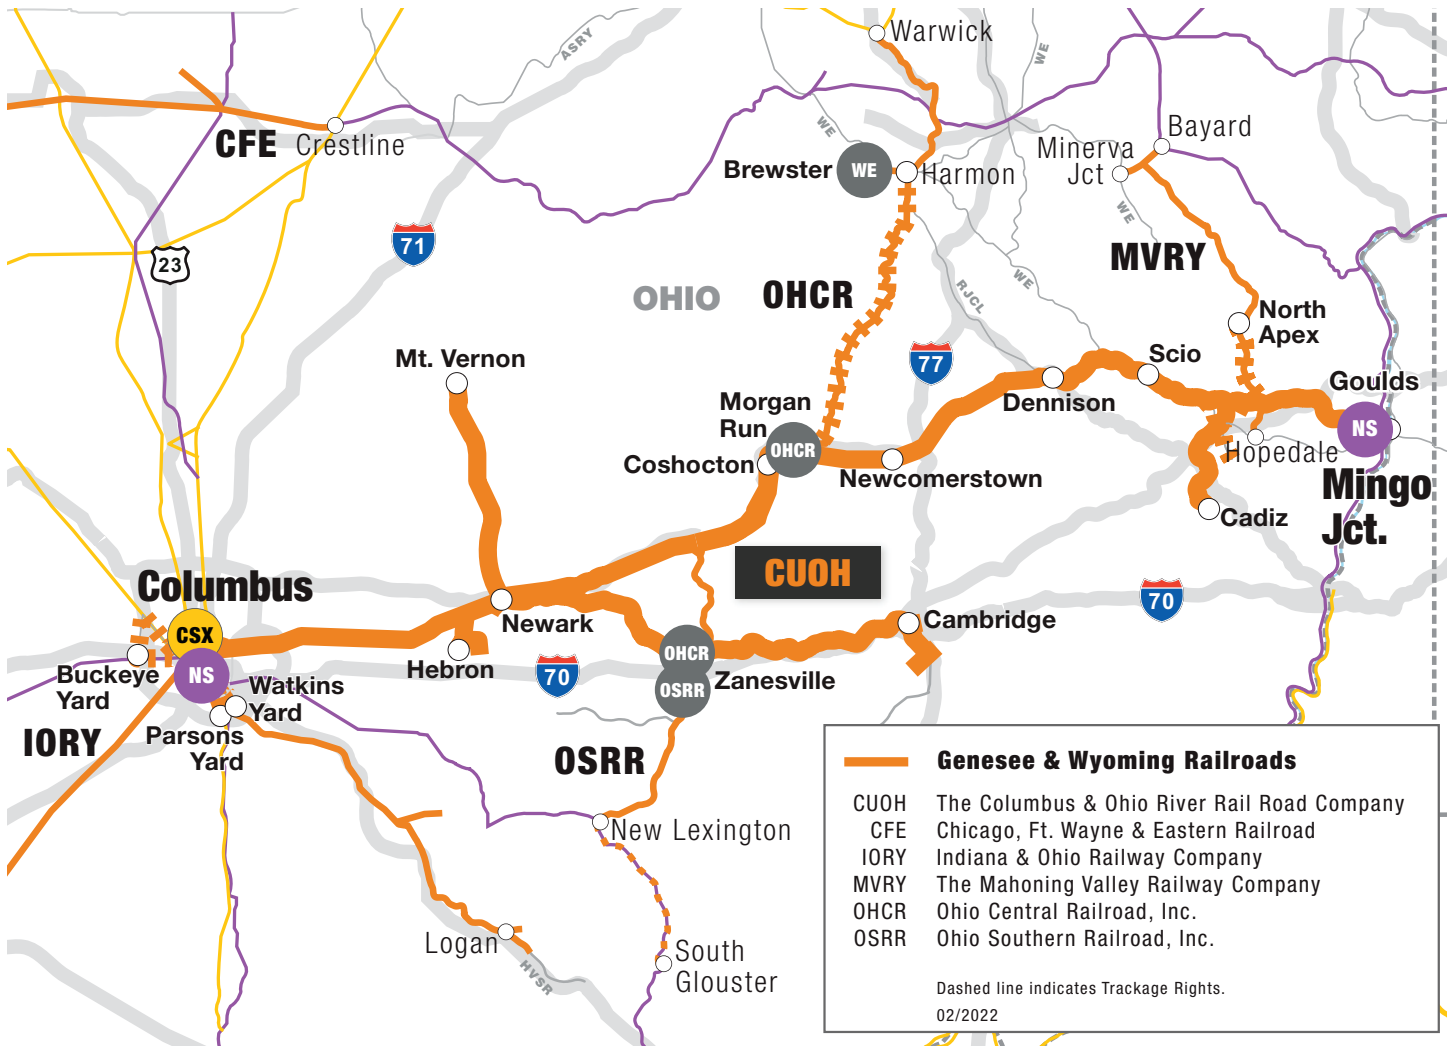 Warwick
ASRY
WE
WE
Bayard
CFE
Crestline
Minerva
Jct
Brewster
WE
Harmon
WE
23
71
MVRY
OHIO
OHCR
WE
RJCL
North
Apex
Mt. Vernon
77
Scio
Goulds
Morgan
Run
Dennison
NS
OHCR
Coshocton
Hopedale
Newcomerstown
Mingo
Jct.
Cadiz
CUOH
Columbus
70
CSX
Newark
Cambridge
OHCR
Hebron
70
Buckeye
Yard
NS
Watkins
Yard
OSRR
Zanesville
IORY
Parsons
Yard
OSRR
New Lexington
Logan
South
Glouster
HVSR
Genesee & Wyoming Railroads
CUOH The Columbus & Ohio River Rail Road Company
CFE Chicago, Ft. Wayne & Eastern Railroad
IORY Indiana & Ohio Railway Company
MVRY The Mahoning Valley Railway Company
OHCR Ohio Central Railroad, Inc.
OSRR Ohio Southern Railroad, Inc.
Dashed line indicates Trackage Rights.
02/2022